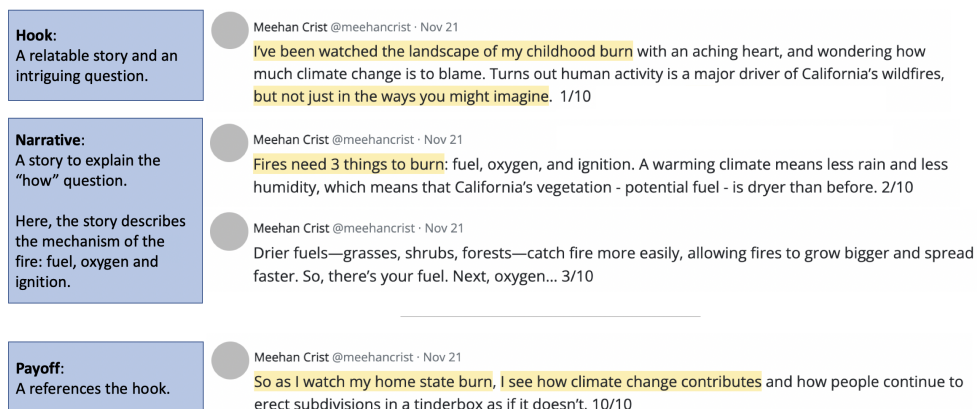 Hook:
A relatable story and an
intriguing question.
Meehan Crist @meehancrist · Nov 21
I've been watched the landscape of my childhood burn with an aching heart, and wondering how
much climate change is to blame. Turns out human activity is a major driver of California's wildfires,
but not just in the ways you might imagine. 1/10
Narrative:
A story to explain the
“how” question.
Here, the story describes
the mechanism of the
fire: fuel, oxygen and
ignition.
Meehan Crist @meehancrist · Nov 21
Fires need 3 things to burn: fuel, oxygen, and ignition. A warming climate means less rain and less
humidity, which means that California's vegetation - potential fuel - is dryer than before. 2/10
Meehan Crist @meehancrist · Nov 21
Drier fuels—grasses, shrubs, forests—catch fire more easily, allowing fires to grow bigger and spread
faster. So, there's your fuel. Next, oxygen... 3/10
Payoff:
A references the hook.
Meehan Crist @meehancrist · Nov 21
So as I watch my home state burn, I see how climate change contributes and how people continue to
erect subdivisions in a tinderbox as if it doesn't. 10/10